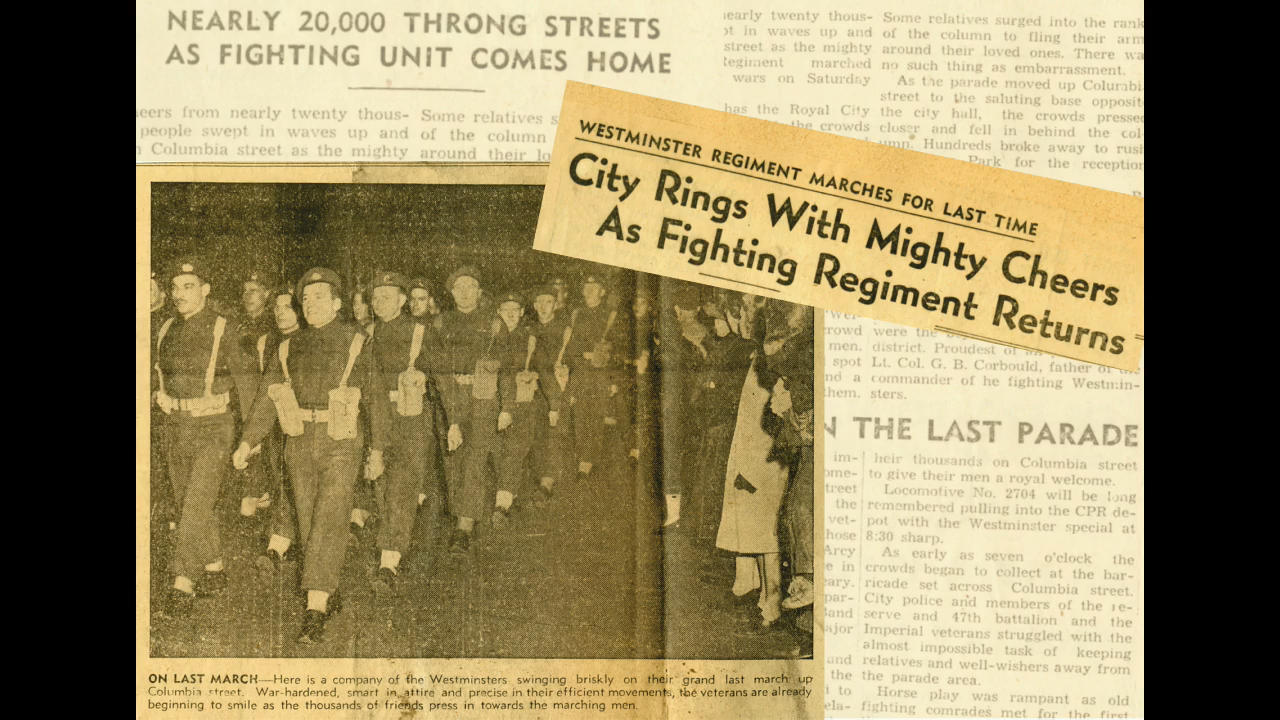 NEARLY 20,000 THRONG STREETS
AS FIGHTING UNIT COMES HOME
eers from nearly twenty thous-
people swept in waves up and
Columbia street as the mighty
Some relatives s
of the column
around their lo
early twenty thous-
in waves up and
street as the mighty
Regiment marched
wars on Saturday
has the Royal City
the crowds
Some relatives surged into the rank
of the column to fling their arm
around their loved ones. There wa
no such thing as embarrassment.
As the parade moved up Columbi
street to the saluting base opposit
the city hall, the crowds pressed
closer and fell in behind the col-
umn. Hundreds broke away to rush
Park for the reception
WESTMINSTER REGIMENT MARCHES FOR LAST TIME
City Rings With Mighty Cheers
As Fighting Regiment Returns
crowd
men.
spot
nd a
them.
were the
district. Proudest of
Lt. Col. G. B. Corbould, father of
commander of he fighting Westmin-
sters.
N THE LAST PARADE
im-
ome-
treet
the
vet-
hose
Arcy
e in
ary.
par-
Band
ajor
and
the
to
ela-
heir thousands on Columbia street
to give their men a royal welcome.
Locomotive No. 2704 will be long
remembered pulling into the CPR de-
pot with the Westminster special at
8:30 sharp.
As early as seven o'clock the
crowds began to collect at the bar-
ricade set across Columbia street.
City police and members of the re-
serve and 47th battalion and the
Imperial veterans struggled with the
almost impossible task of keeping
relatives and well-wishers away from
the parade area.
Horse play was rampant as old
fighting comrades met for the first
ON LAST MARCH—Here is a company of the Westminsters swinging briskly on their grand last march up
Columbia street. War-hardened, smart in attire and precise in their efficient movements, the veterans are already
beginning to smile as the thousands of friends press in towards the marching men.